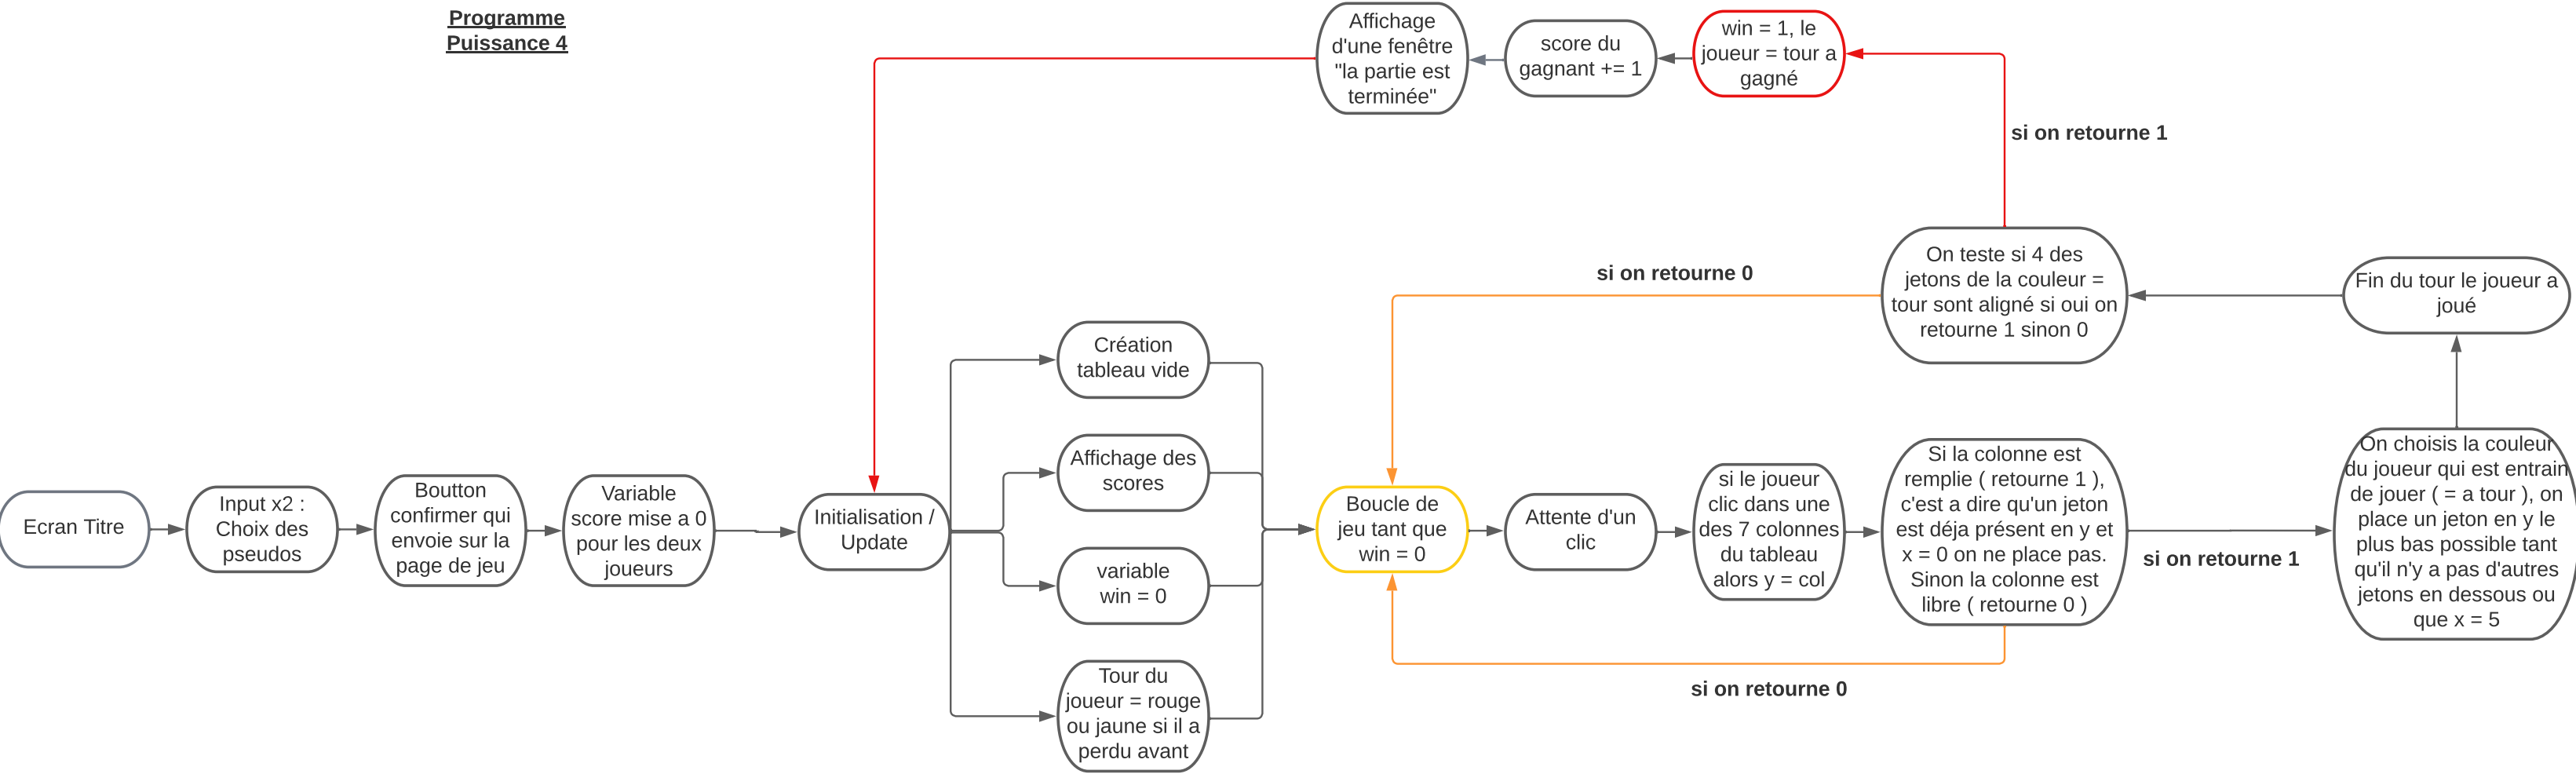 Programme
Puissance 4
Ecran Titre
Input x2 :
Choix des
pseudos
Boutton
confirmer qui
envoie sur la
page de jeu
Variable
score mise a 0
pour les deux
joueurs
Initialisation /
Update
Création
tableau vide
Affichage des
scores
variable
win = 0
Tour du
joueur = rouge
ou jaune si il a
perdu avant
Boucle de
jeu tant que
win = 0
Attente d'un
clic
si le joueur
clic dans une
des 7 colonnes
du tableau
alors y = col
Si la colonne est
remplie ( retourne 1 ),
c'est a dire qu'un jeton
est déja présent en y et
x = 0 on ne place pas.
Sinon la colonne est
libre ( retourne 0 )
si on retourne 0
si on retourne 1
On choisis la couleur
du joueur qui est entrain
de jouer ( = a tour ), on
place un jeton en y le
plus bas possible tant
qu'il n'y a pas d'autres
jetons en dessous ou
que x = 5
Fin du tour le joueur a
joué
On teste si 4 des
jetons de la couleur =
tour sont aligné si oui on
retourne 1 sinon 0
si on retourne 0
si on retourne 1
win = 1, le
joueur = tour a
gagné
score du
gagnant += 1
Affichage
d'une fenêtre
"la partie est
terminée"